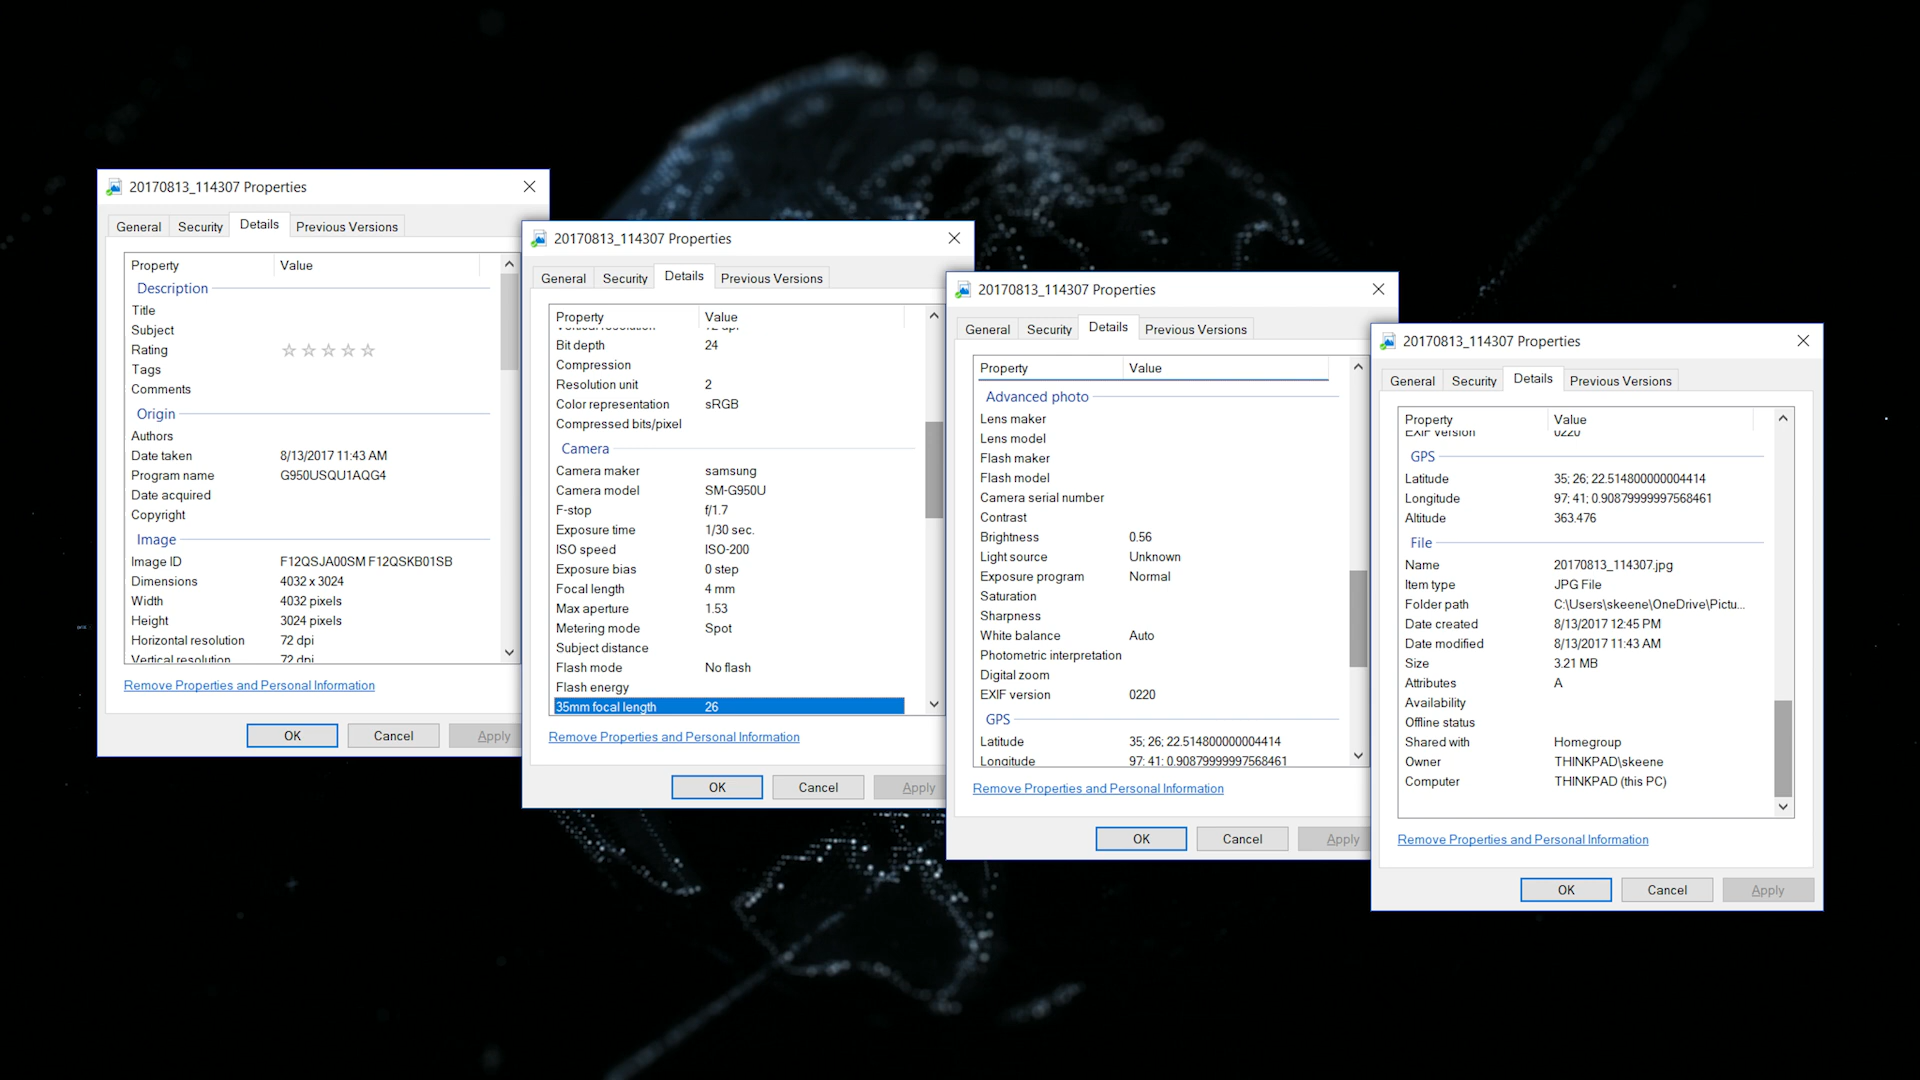 20170813_114307 Properties
General Security Details Previous Versions
Property Value
Description
Title
Subject
Rating
Tags
Comments
Origin
Authors
Date taken 8/13/2017 11:43 AM
Program name G950USQU1AQG4
Date acquired
Copyright
Image
Image ID F12QSJA00SM F12QSKB01SB
Dimensions 4032 x 3024
Width 4032 pixels
Height 3024 pixels
Horizontal resolution 72 dpi
Vertical resolution 72 dpi
Remove Properties and Personal Information
OK Cancel Apply
20170813_114307 Properties
General Security Details Previous Versions
Property Value
Vertical resolution 72 dpi
Bit depth 24
Compression
Resolution unit 2
Color representation sRGB
Compressed bits/pixel
Camera
Camera maker samsung
Camera model SM-G950U
F-stop f/1.7
Exposure time 1/30 sec.
ISO speed ISO-200
Exposure bias 0 step
Focal length 4 mm
Max aperture 1.53
Metering mode Spot
Subject distance
Flash mode No flash
Flash energy
35mm focal length 26
Remove Properties and Personal Information
OK Cancel Apply
20170813_114307 Properties
General Security Details Previous Versions
Property Value
Advanced photo
Lens maker
Lens model
Flash maker
Flash model
Camera serial number
Contrast
Brightness 0.56
Light source Unknown
Exposure program Normal
Saturation
Sharpness
White balance Auto
Photometric interpretation
Digital zoom
EXIF version 0220
GPS
Latitude 35; 26; 22.514800000004414
Longitude 97; 41; 0.90879999997568461
Remove Properties and Personal Information
OK Cancel Apply
20170813_114307 Properties
General Security Details Previous Versions
Property Value
EXIF version 0220
GPS
Latitude 35; 26; 22.514800000004414
Longitude 97; 41; 0.90879999997568461
Altitude 363.476
File
Name 20170813_114307.jpg
Item type JPG File
Folder path C:\Users\skeene\OneDrive\Pictu...
Date created 8/13/2017 12:45 PM
Date modified 8/13/2017 11:43 AM
Size 3.21 MB
Attributes A
Availability
Offline status
Shared with Homegroup
Owner THINKPAD\skeene
Computer THINKPAD (this PC)
Remove Properties and Personal Information
OK Cancel Apply